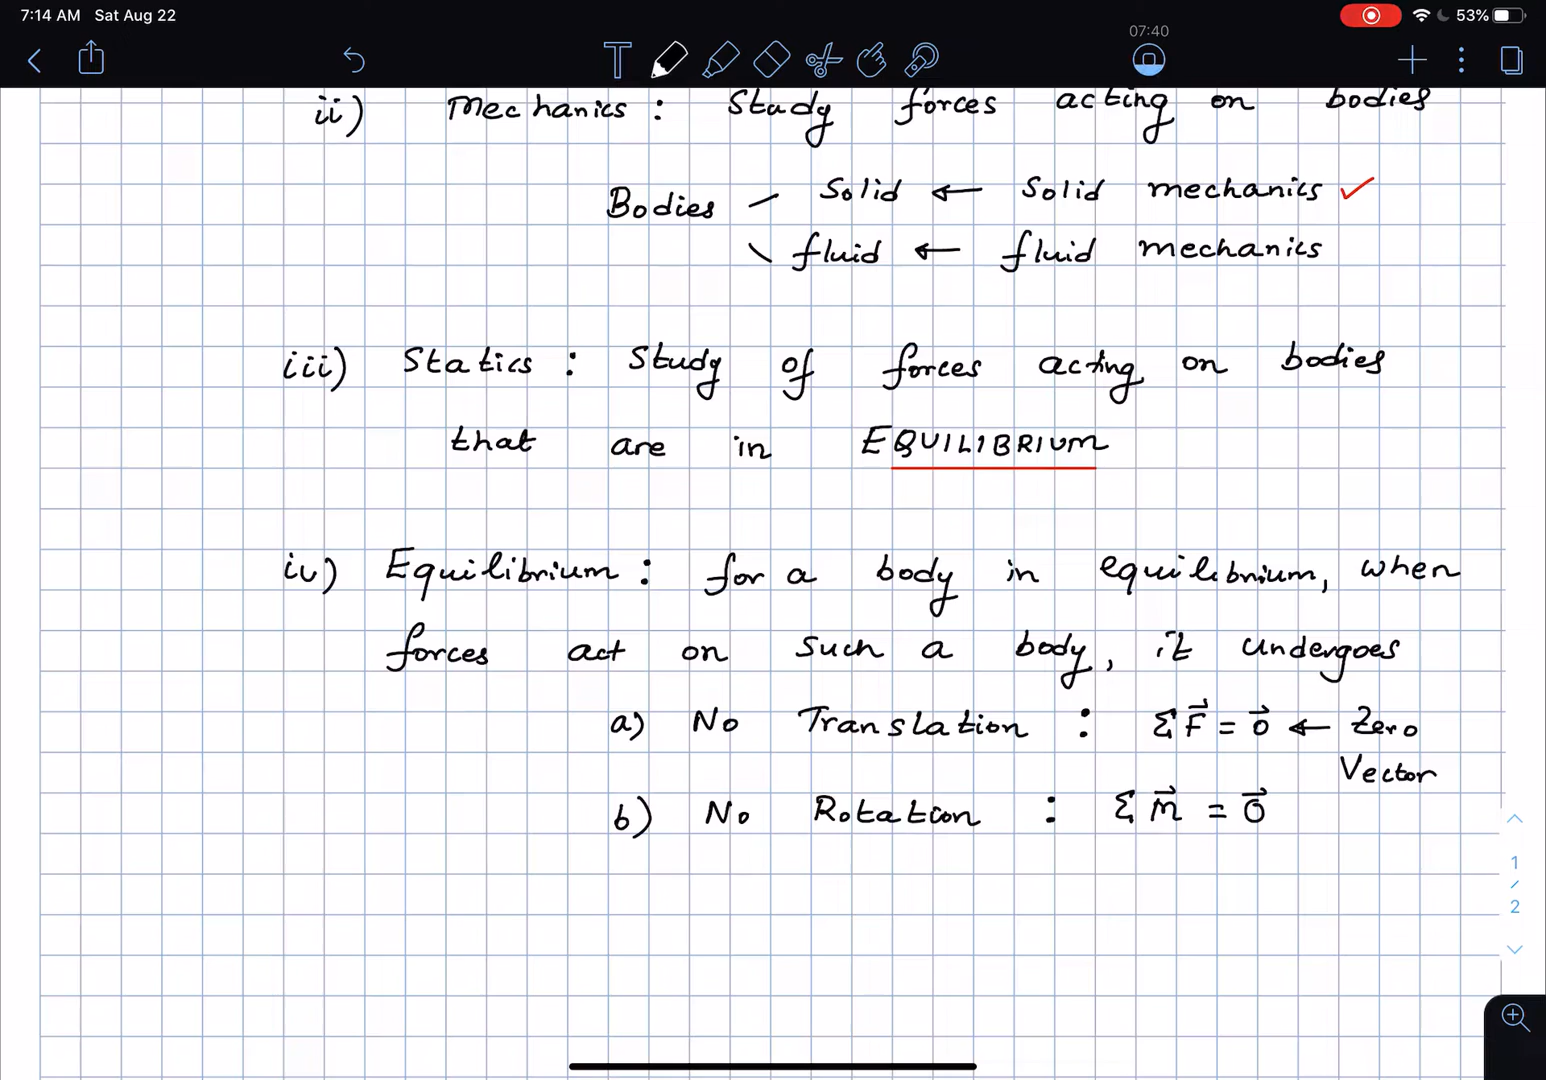 7:14 AM Sat Aug 22
53%
07:40
T
ii) Mechanics : Study forces acting on bodies
Bodies
Solid ← Solid mechanics ✓
fluid ← fluid mechanics
iii) Statics : Study of forces acting on bodies
that are in EQUILIBRIUM
iv) Equilibrium : for a body in equilibrium, when
forces act on such a body, it undergoes
a) No Translation : Σ F⃗ = 0⃗ ← Zero
Vector
b) No Rotation : Σ M⃗ = 0⃗
1
/
2